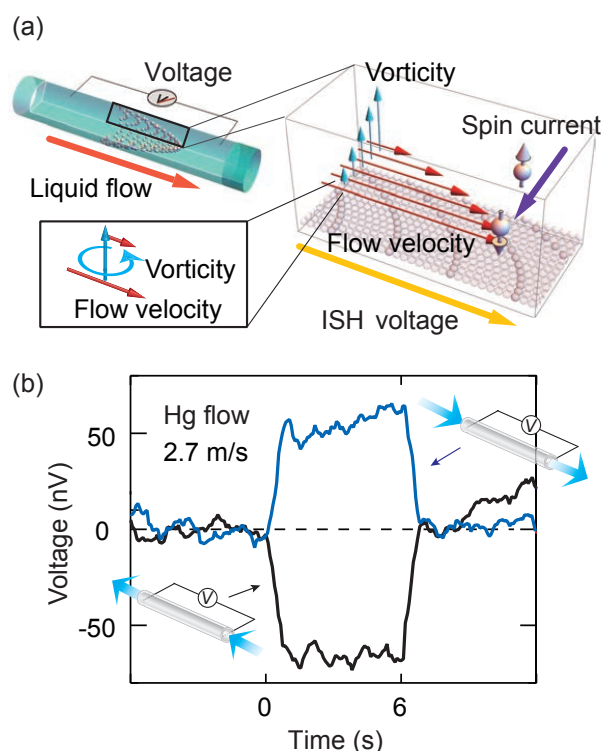 (a)
Voltage
V
Liquid flow
Vorticity
Flow velocity
Vorticity
Spin current
Flow velocity
ISH voltage
(b)
Hg flow
2.7 m/s
V
V
50
0
-50
Voltage (nV)
0
6
Time (s)